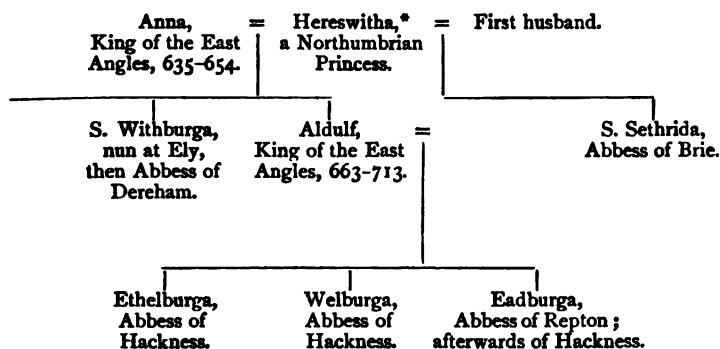 Anna, = Hereswitha,* = First husband.
King of the East a Northumbrian
Angles, 635–654. Princess.
S. Withburga, Aldulf, = S. Sethrida,
nun at Ely, King of the East Abbess of Brie.
then Abbess of Angles, 663–713.
Dereham.
Ethelburga, Welburga, Eadburga,
Abbess of Abbess of Abbess of Repton ;
Hackness. Hackness. afterwards of Hackness.